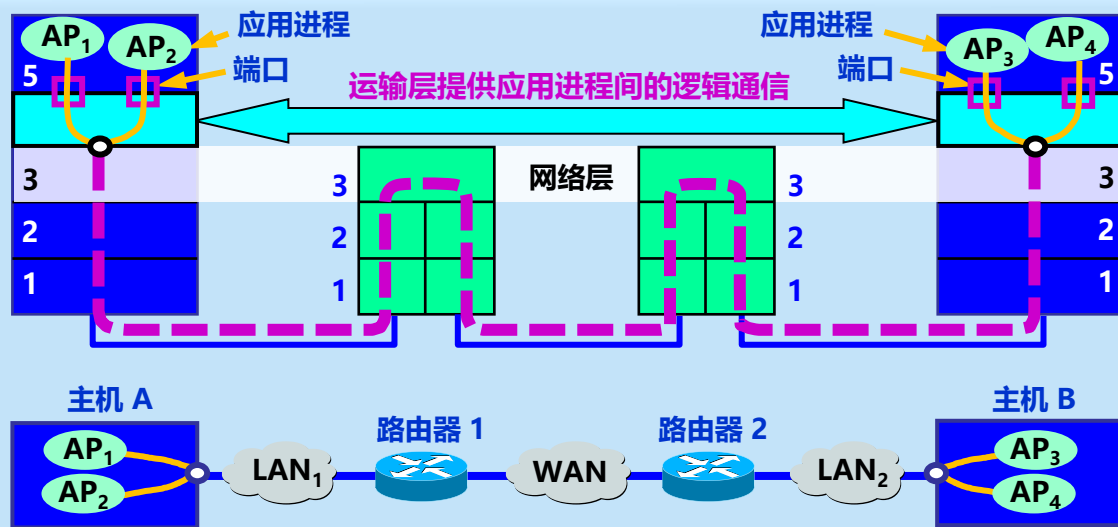 AP1 AP2 应用进程
5 端口
应用进程 AP3 AP4
端口 5
运输层提供应用进程间的逻辑通信
3 3 网络层 3 3
2 2 2 2
1 1 1 1
主机 A
主机 B
路由器 1
路由器 2
AP1
AP2
LAN1
WAN
LAN2
AP3
AP4